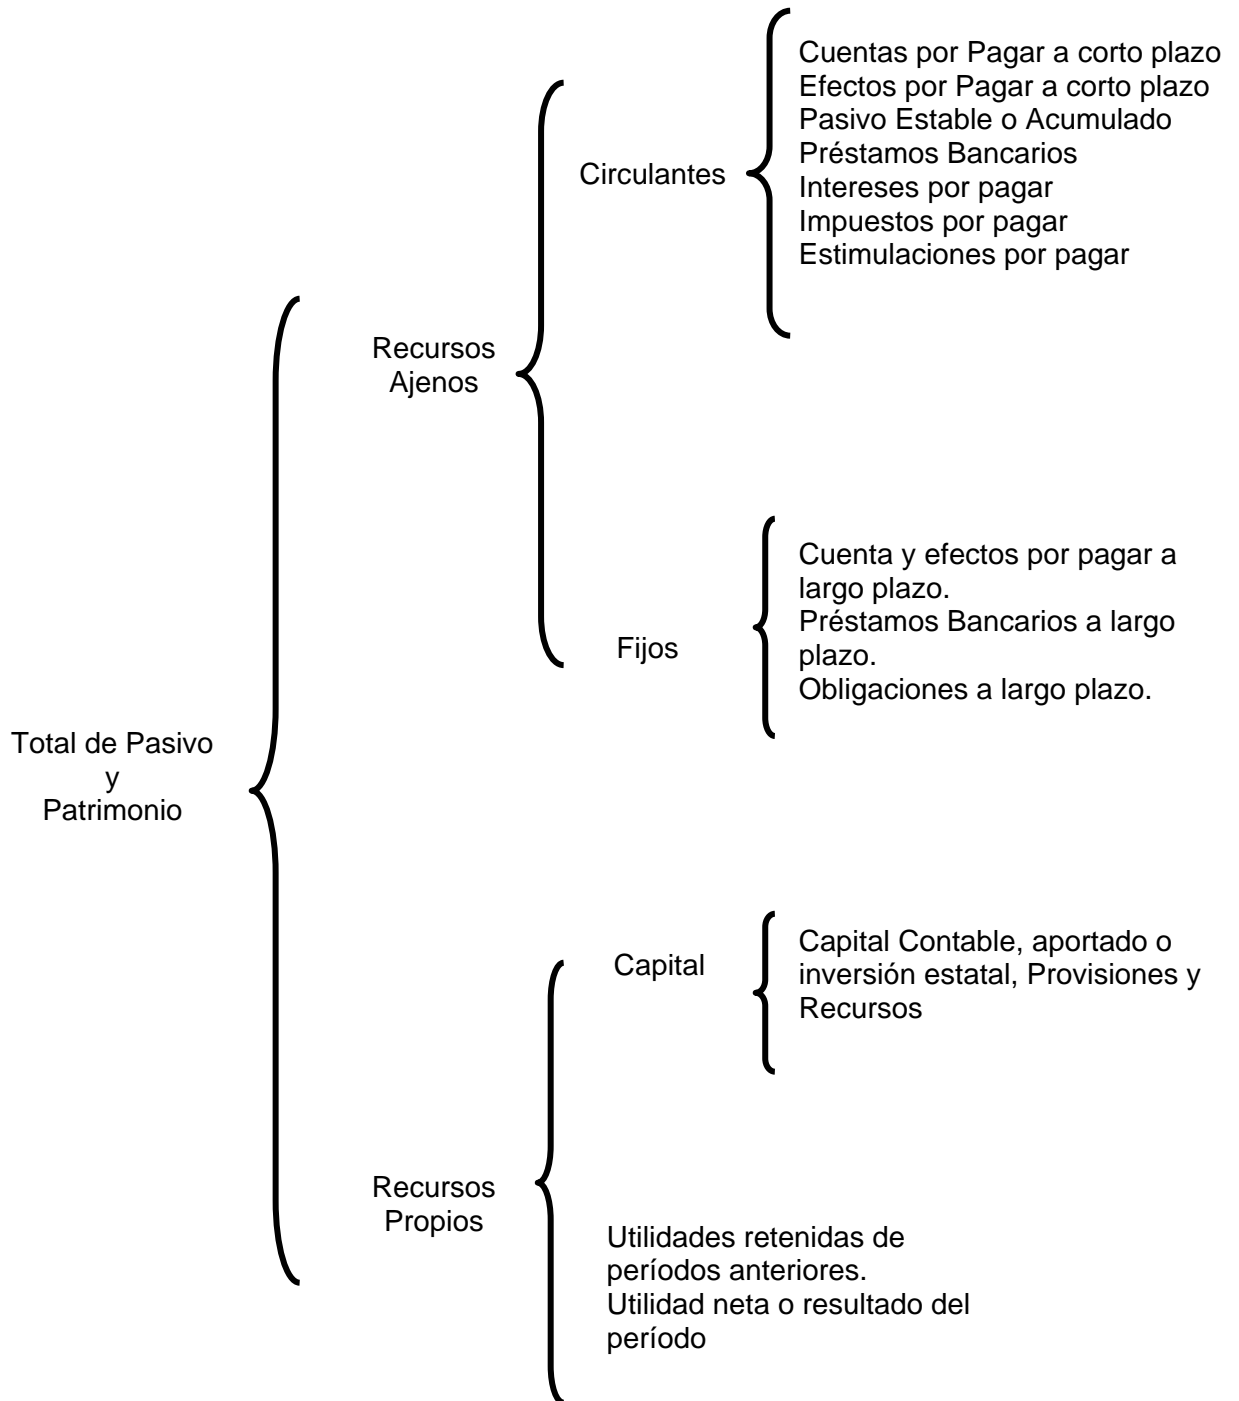 Total de Pasivo
y
Patrimonio
Recursos
Ajenos
Circulantes
Cuentas por Pagar a corto plazo
Efectos por Pagar a corto plazo
Pasivo Estable o Acumulado
Préstamos Bancarios
Intereses por pagar
Impuestos por pagar
Estimulaciones por pagar
Fijos
Cuenta y efectos por pagar a
largo plazo.
Préstamos Bancarios a largo
plazo.
Obligaciones a largo plazo.
Recursos
Propios
Capital
Capital Contable, aportado o
inversión estatal, Provisiones y
Recursos
Utilidades retenidas de
períodos anteriores.
Utilidad neta o resultado del
período